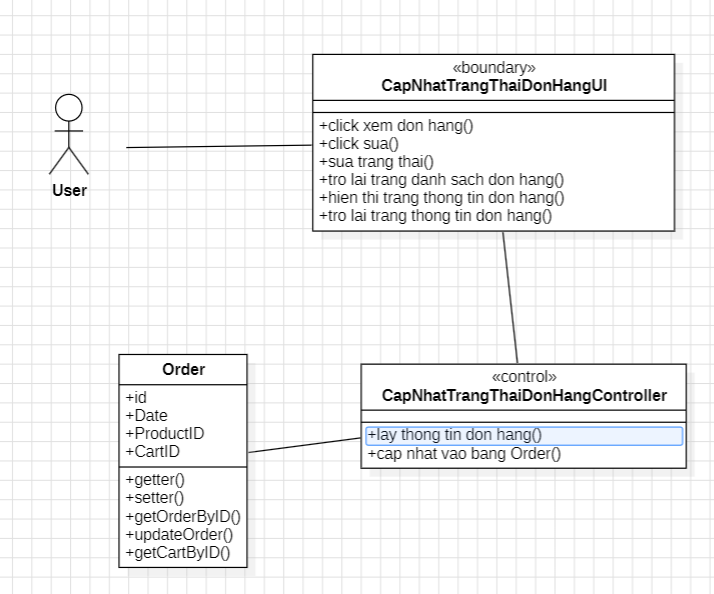 «boundary»
CapNhatTrangThaiDonHangUI
+click xem don hang()
+click sua()
+sua trang thai()
+tro lai trang danh sach don hang()
+hien thi trang thong tin don hang()
+tro lai trang thong tin don hang()
User
Order
+id
+Date
+ProductID
+CartID
+getter()
+setter()
+getOrderByID()
+updateOrder()
+getCartByID()
«control»
CapNhatTrangThaiDonHangController
+lay thong tin don hang()
+cap nhat vao bang Order()